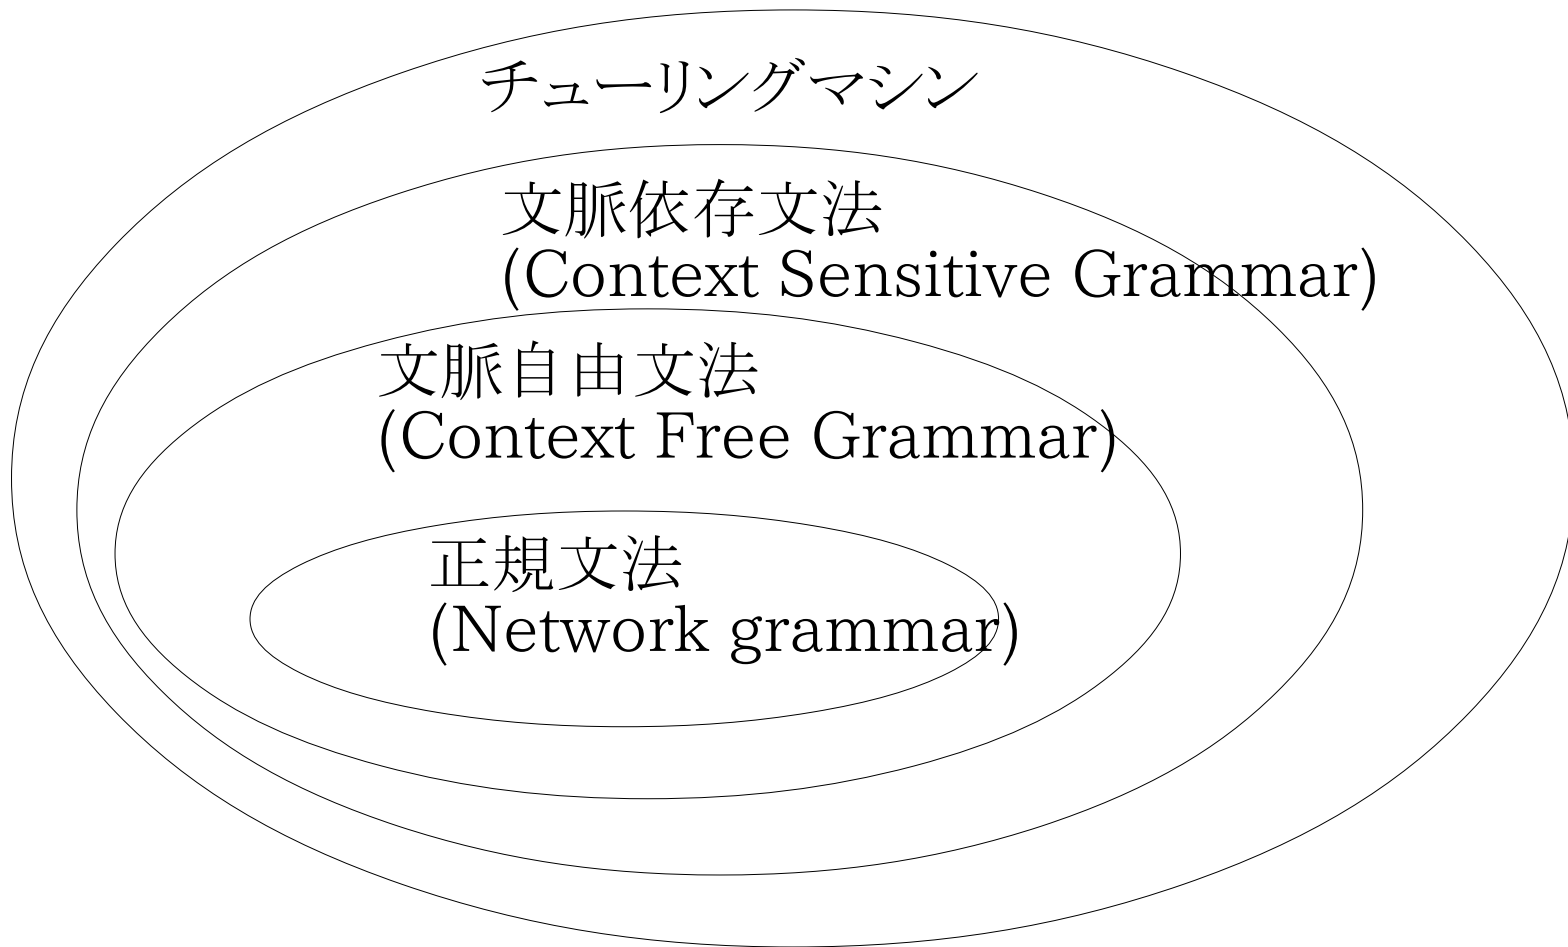 チューリングマシン
文脈依存文法
(Context Sensitive Grammar)
文脈自由文法
(Context Free Grammar)
正規文法
(Network grammar)